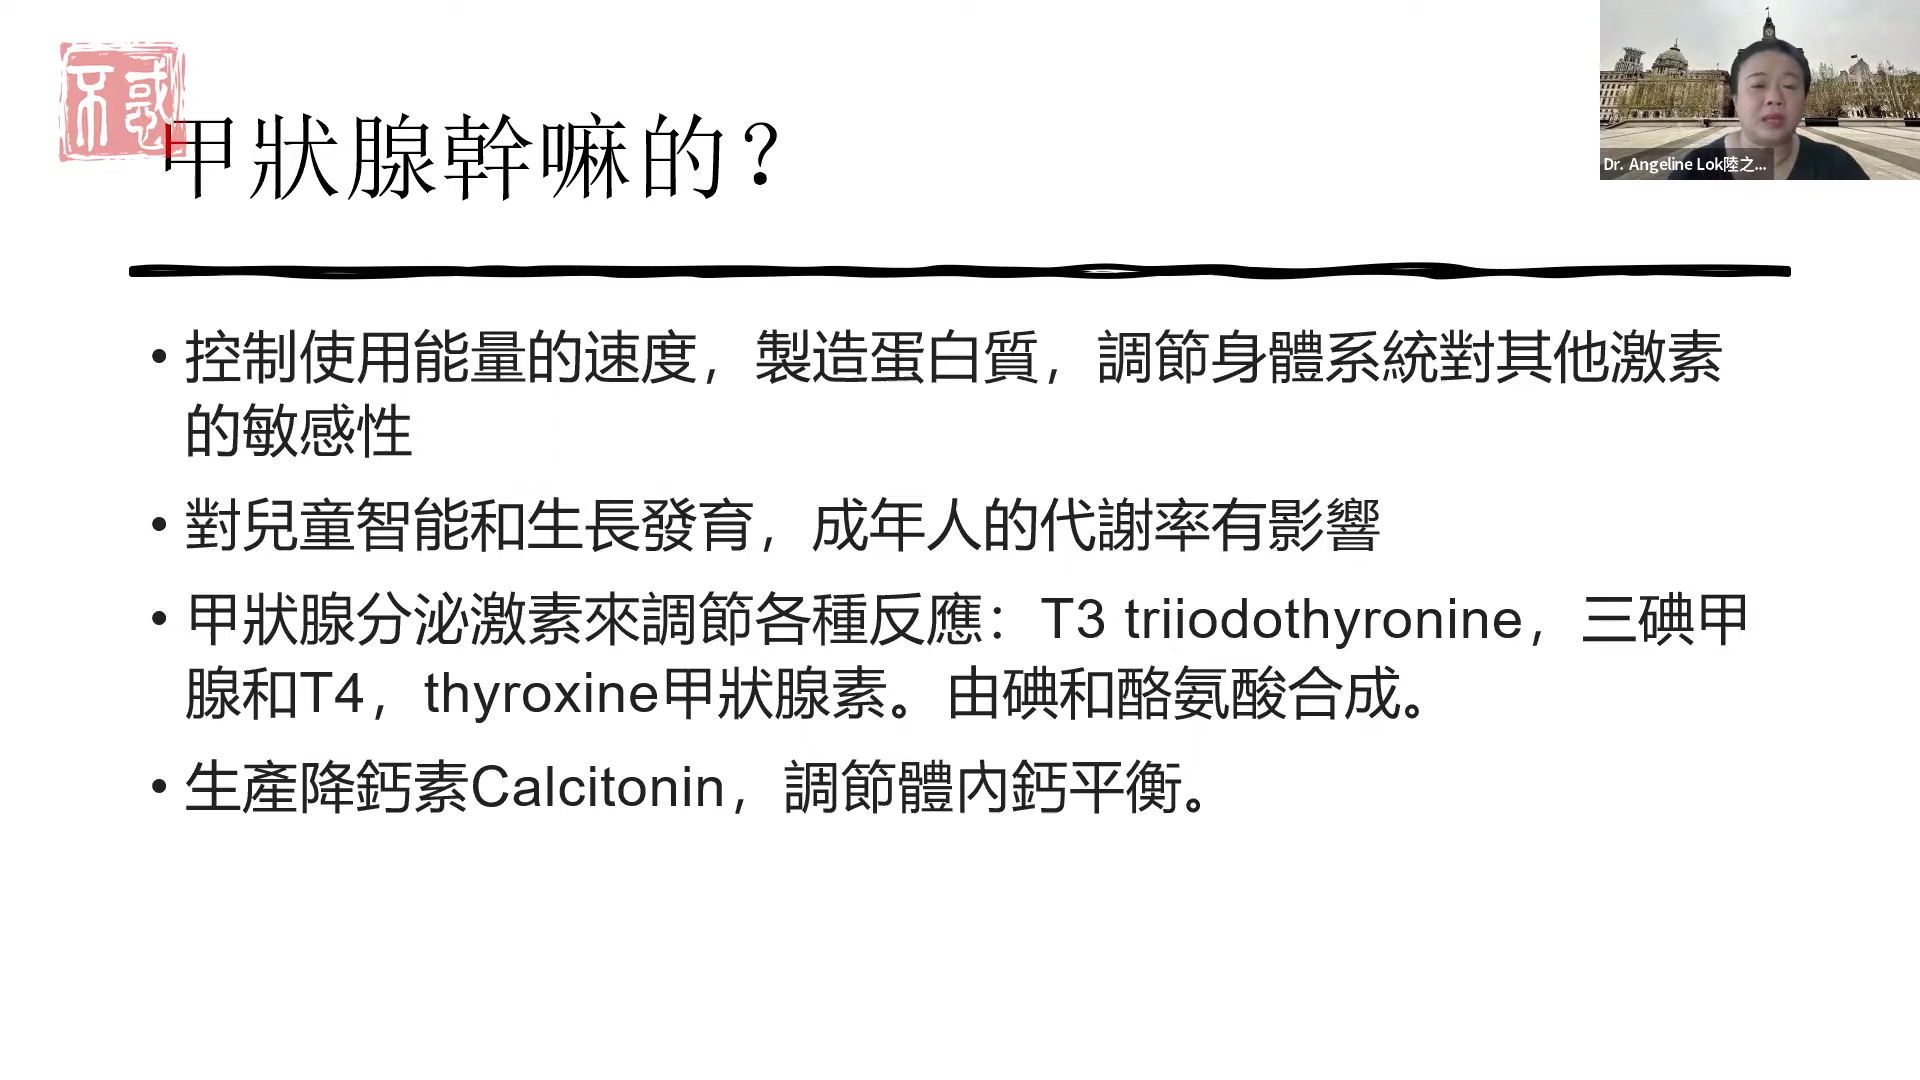 不惑
甲狀腺幹嘛的？
Dr. Angeline Lok陸之...
• 控制使用能量的速度，製造蛋白質，調節身體系統對其他激素
的敏感性
• 對兒童智能和生長發育，成年人的代謝率有影響
• 甲狀腺分泌激素來調節各種反應：T3 triiodothyronine，三碘甲
腺和T4，thyroxine甲狀腺素。由碘和酪氨酸合成。
• 生產降鈣素Calcitonin，調節體內鈣平衡。